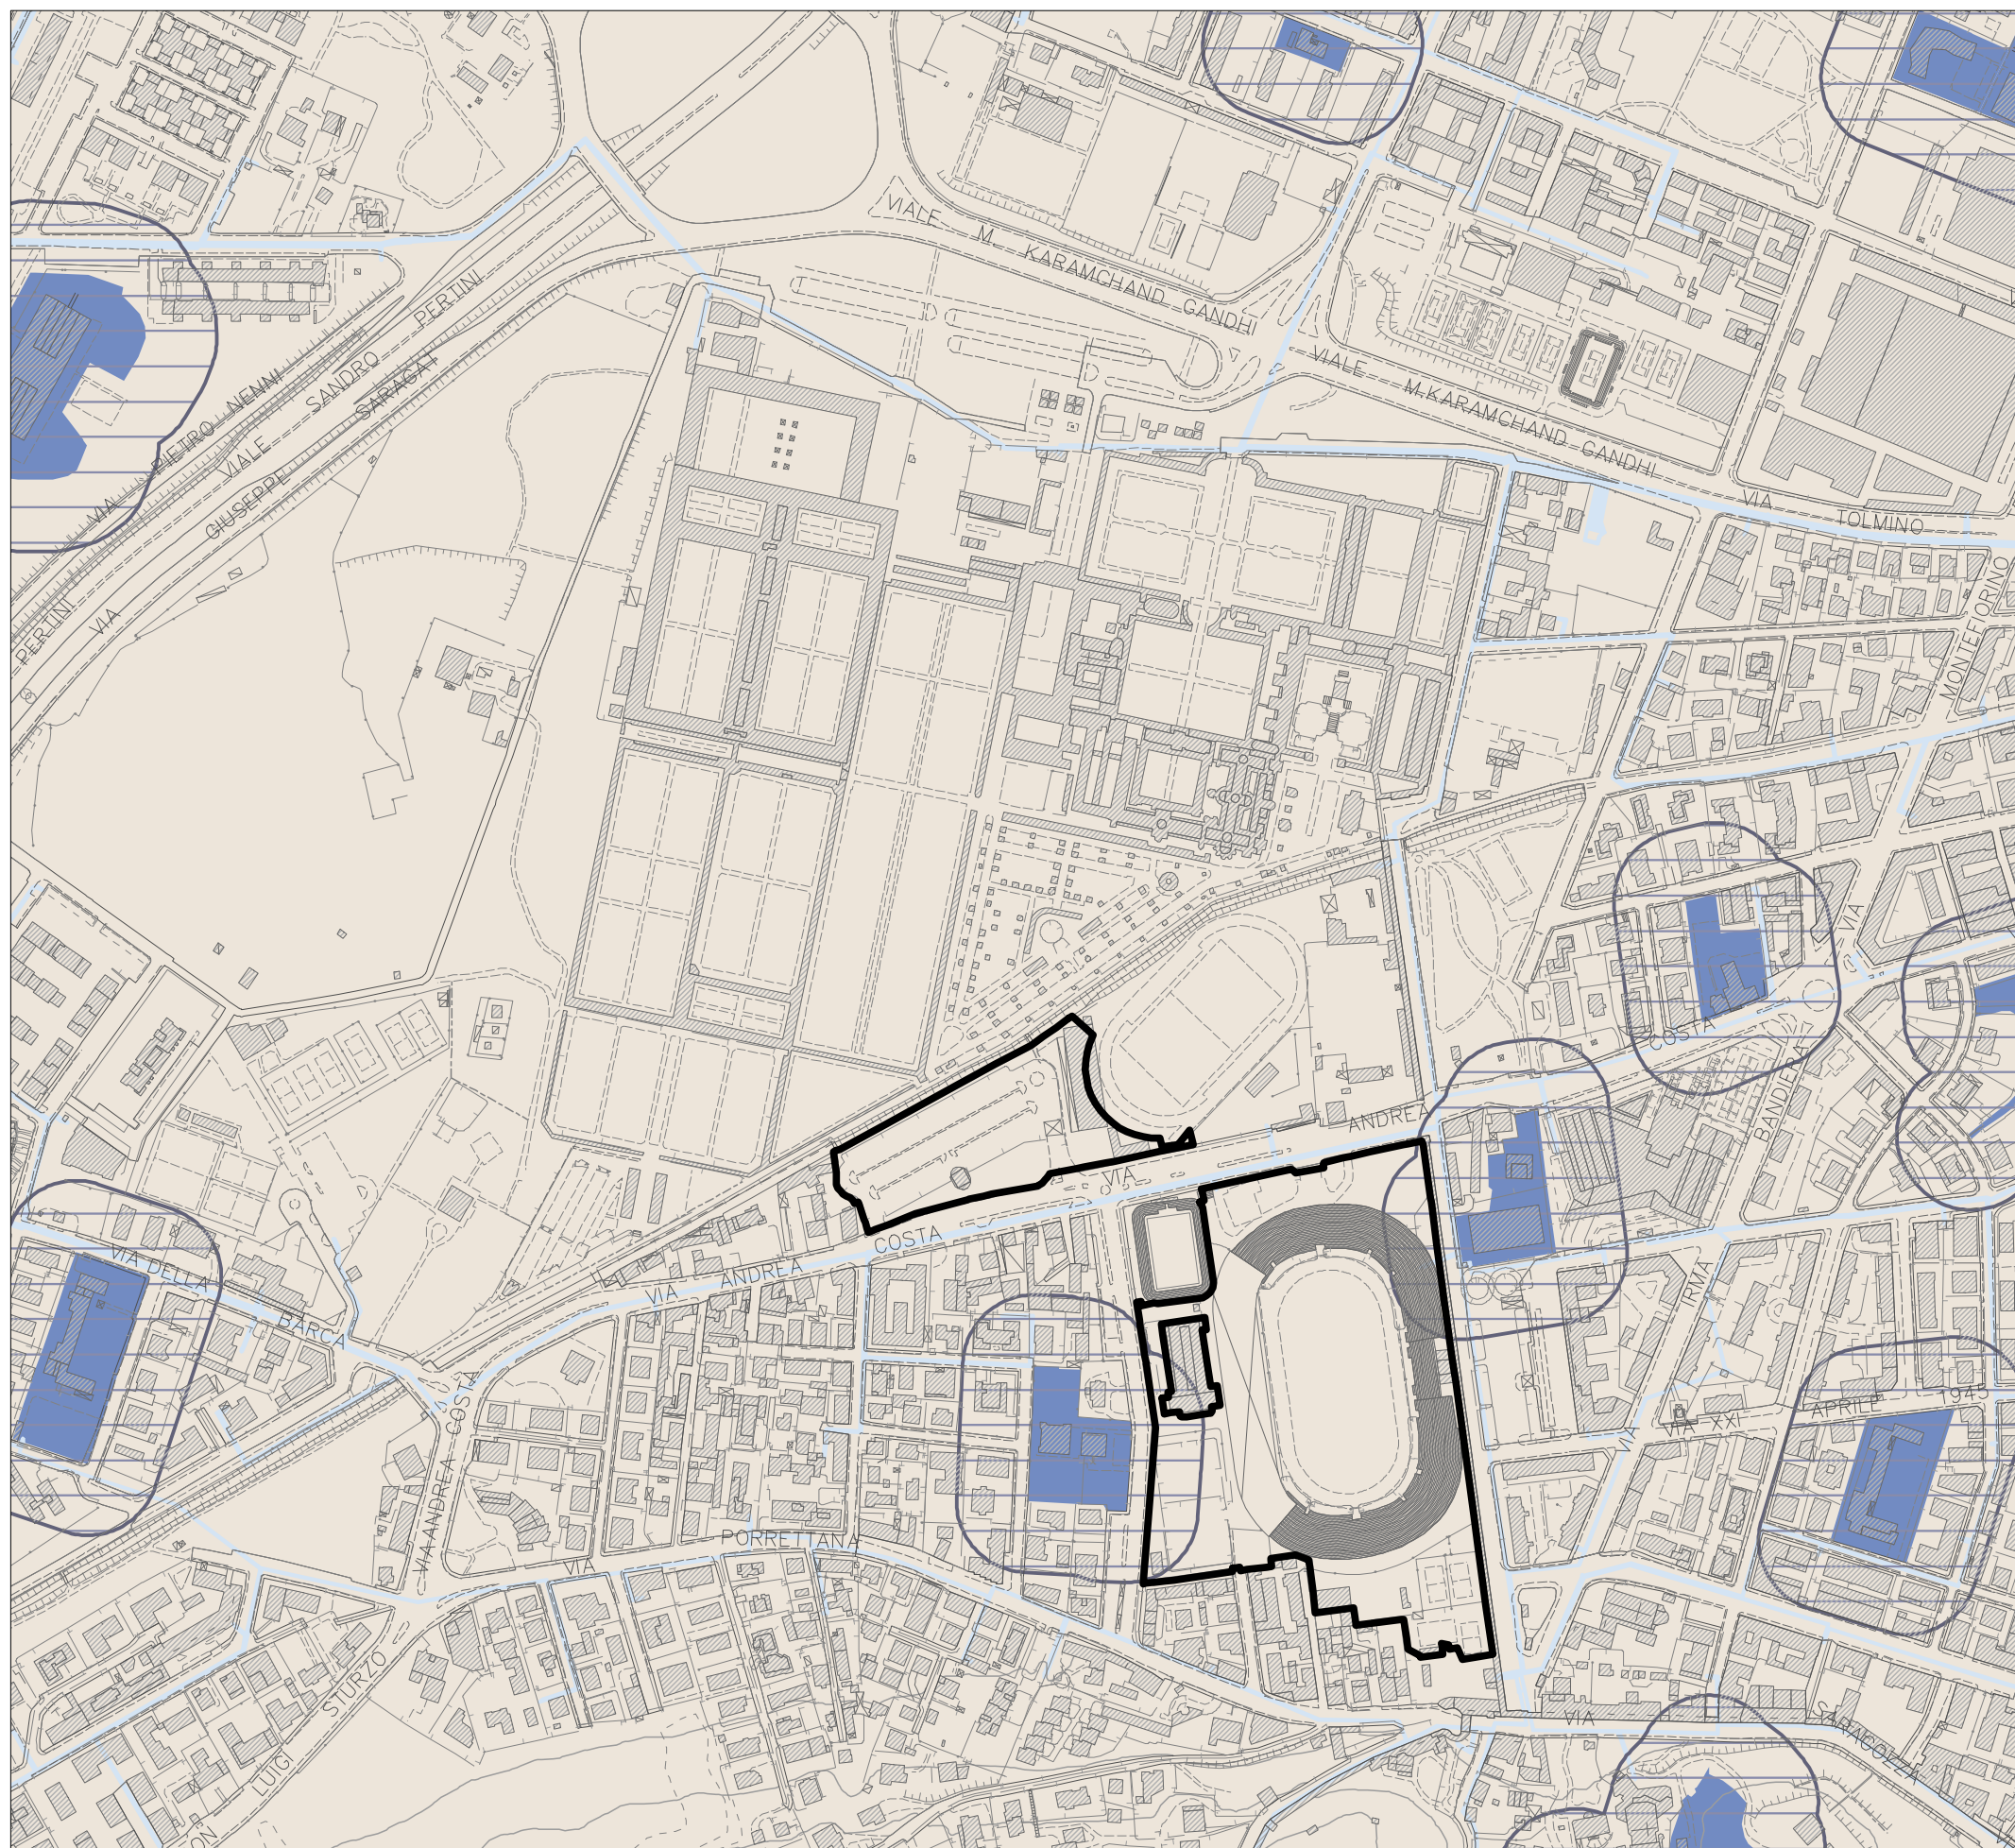 VIALE M. KARAMCHAND GANDHI
VIALE M.KARAMCHAND GANDHI
VIA TOLMINO
VIA PIETRO NENNI
VIALE SANDRO PERTINI
VIA GIUSEPPE SARAGAT
PERTINI
MONTEFIORINO
VIA
COSTA
BANDIERA
ANDREA
VIA
COSTA
VIA ANDREA
VIA DELLA BARCA
VIA ANDREA COSTA
VIA IRMA
VIA XXI APRILE 1945
VIA PORRETTANA
VIA SARAGOZZA
LUIGI STURZO